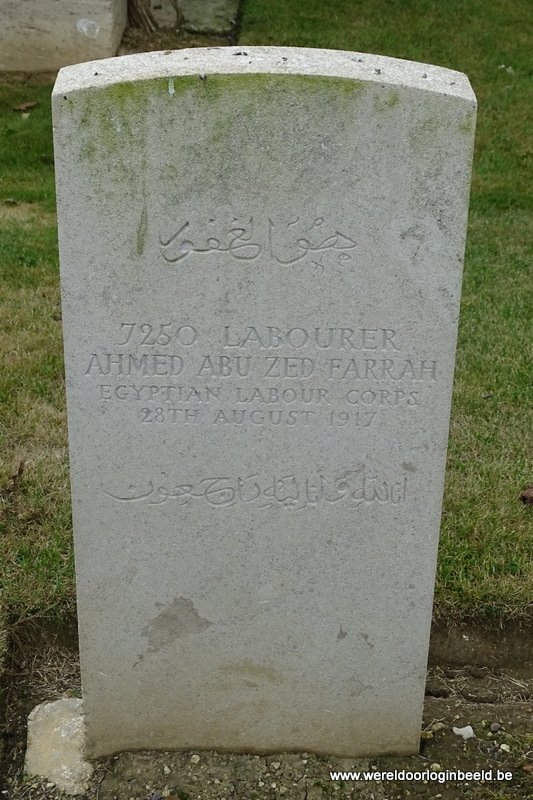 هو الغفور
7250 LABOURER
AHMED ABU ZED FARRAH
EGYPTIAN LABOUR CORPS
28TH AUGUST 1917
انا لله وانا اليه راجعون
www.wereldoorloginbeeld.be